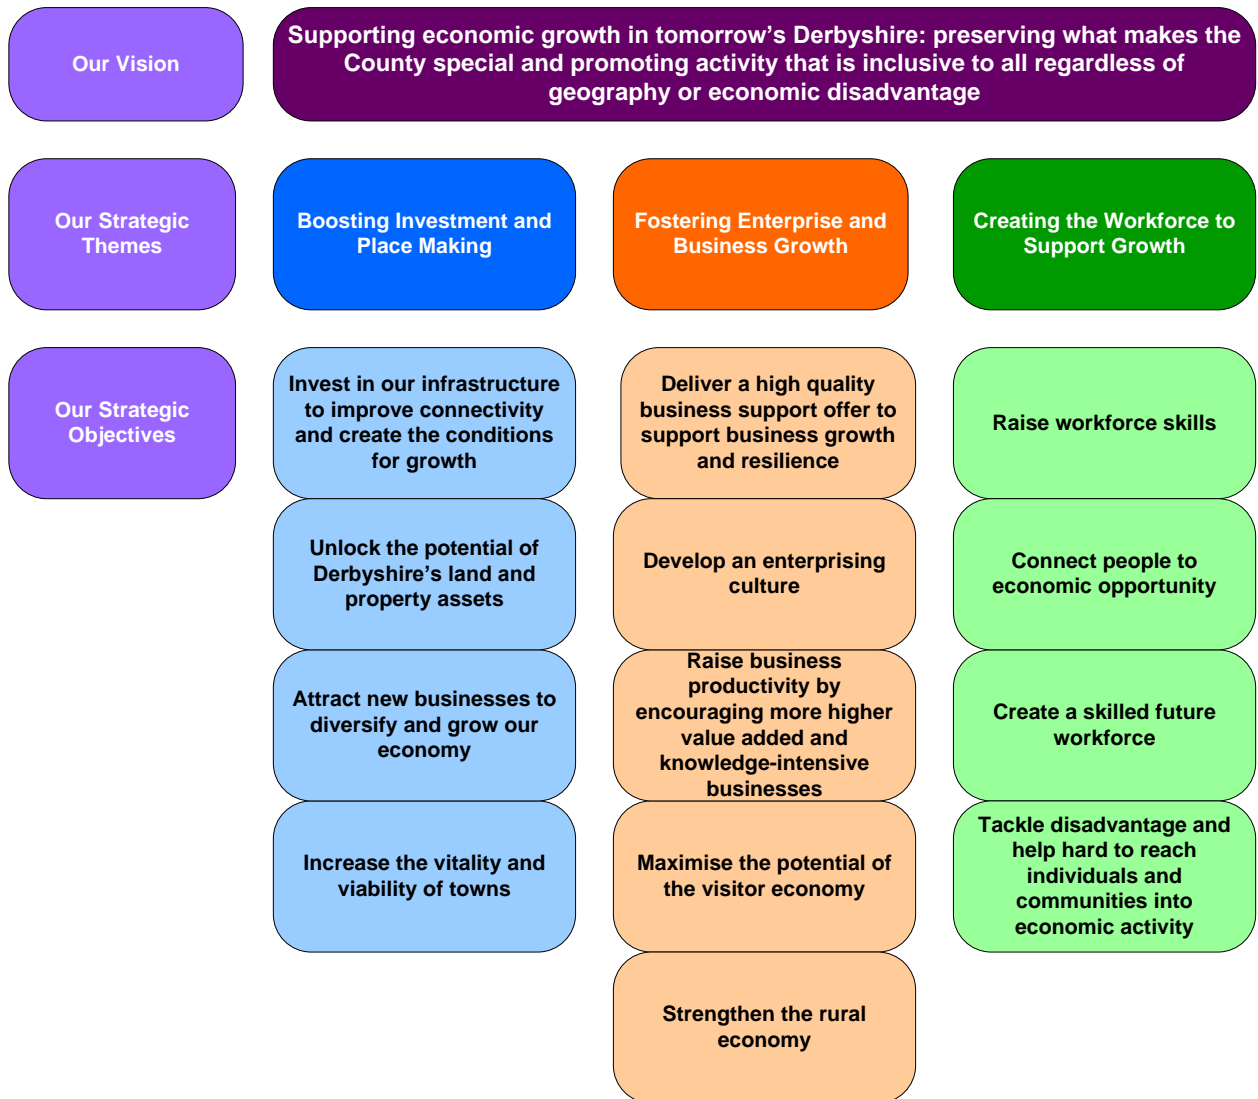 Our Vision
Supporting economic growth in tomorrow’s Derbyshire: preserving what makes the
County special and promoting activity that is inclusive to all regardless of
geography or economic disadvantage
Our Strategic
Themes
Boosting Investment and
Place Making
Fostering Enterprise and
Business Growth
Creating the Workforce to
Support Growth
Our Strategic
Objectives
Invest in our infrastructure
to improve connectivity
and create the conditions
for growth
Unlock the potential of
Derbyshire’s land and
property assets
Attract new businesses to
diversify and grow our
economy
Increase the vitality and
viability of towns
Deliver a high quality
business support offer to
support business growth
and resilience
Develop an enterprising
culture
Raise business
productivity by
encouraging more higher
value added and
knowledge-intensive
businesses
Maximise the potential of
the visitor economy
Strengthen the rural
economy
Raise workforce skills
Connect people to
economic opportunity
Create a skilled future
workforce
Tackle disadvantage and
help hard to reach
individuals and
communities into
economic activity